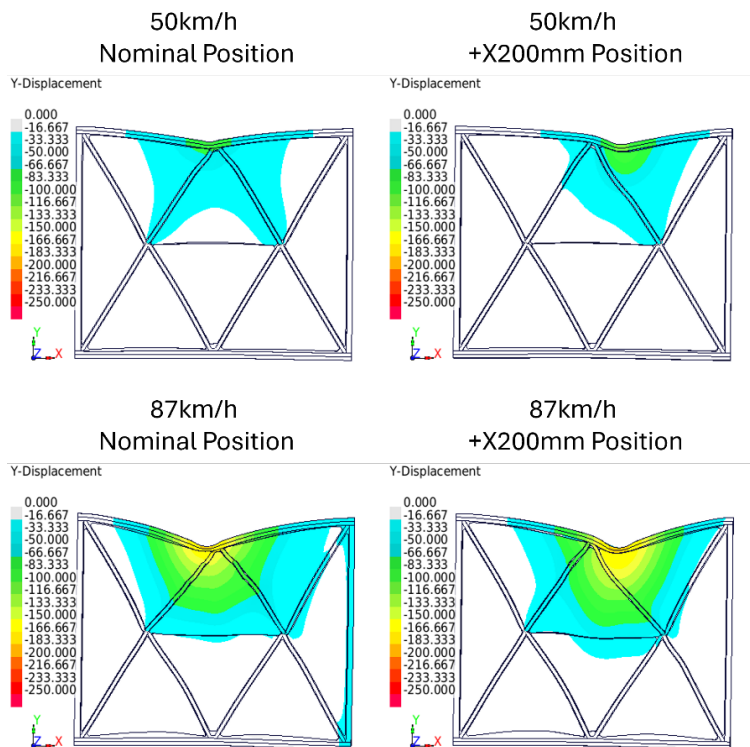 50km/h
Nominal Position
Y-Displacement
0.000
-16.667
-33.333
-50.000
-66.667
-83.333
-100.000
-116.667
-133.333
-150.000
-166.667
-183.333
-200.000
-216.667
-233.333
-250.000
Y
Z
X
50km/h
+X200mm Position
Y-Displacement
0.000
-16.667
-33.333
-50.000
-66.667
-83.333
-100.000
-116.667
-133.333
-150.000
-166.667
-183.333
-200.000
-216.667
-233.333
-250.000
Y
Z
X
87km/h
Nominal Position
Y-Displacement
0.000
-16.667
-33.333
-50.000
-66.667
-83.333
-100.000
-116.667
-133.333
-150.000
-166.667
-183.333
-200.000
-216.667
-233.333
-250.000
Y
Z
X
87km/h
+X200mm Position
Y-Displacement
0.000
-16.667
-33.333
-50.000
-66.667
-83.333
-100.000
-116.667
-133.333
-150.000
-166.667
-183.333
-200.000
-216.667
-233.333
-250.000
Y
Z
X